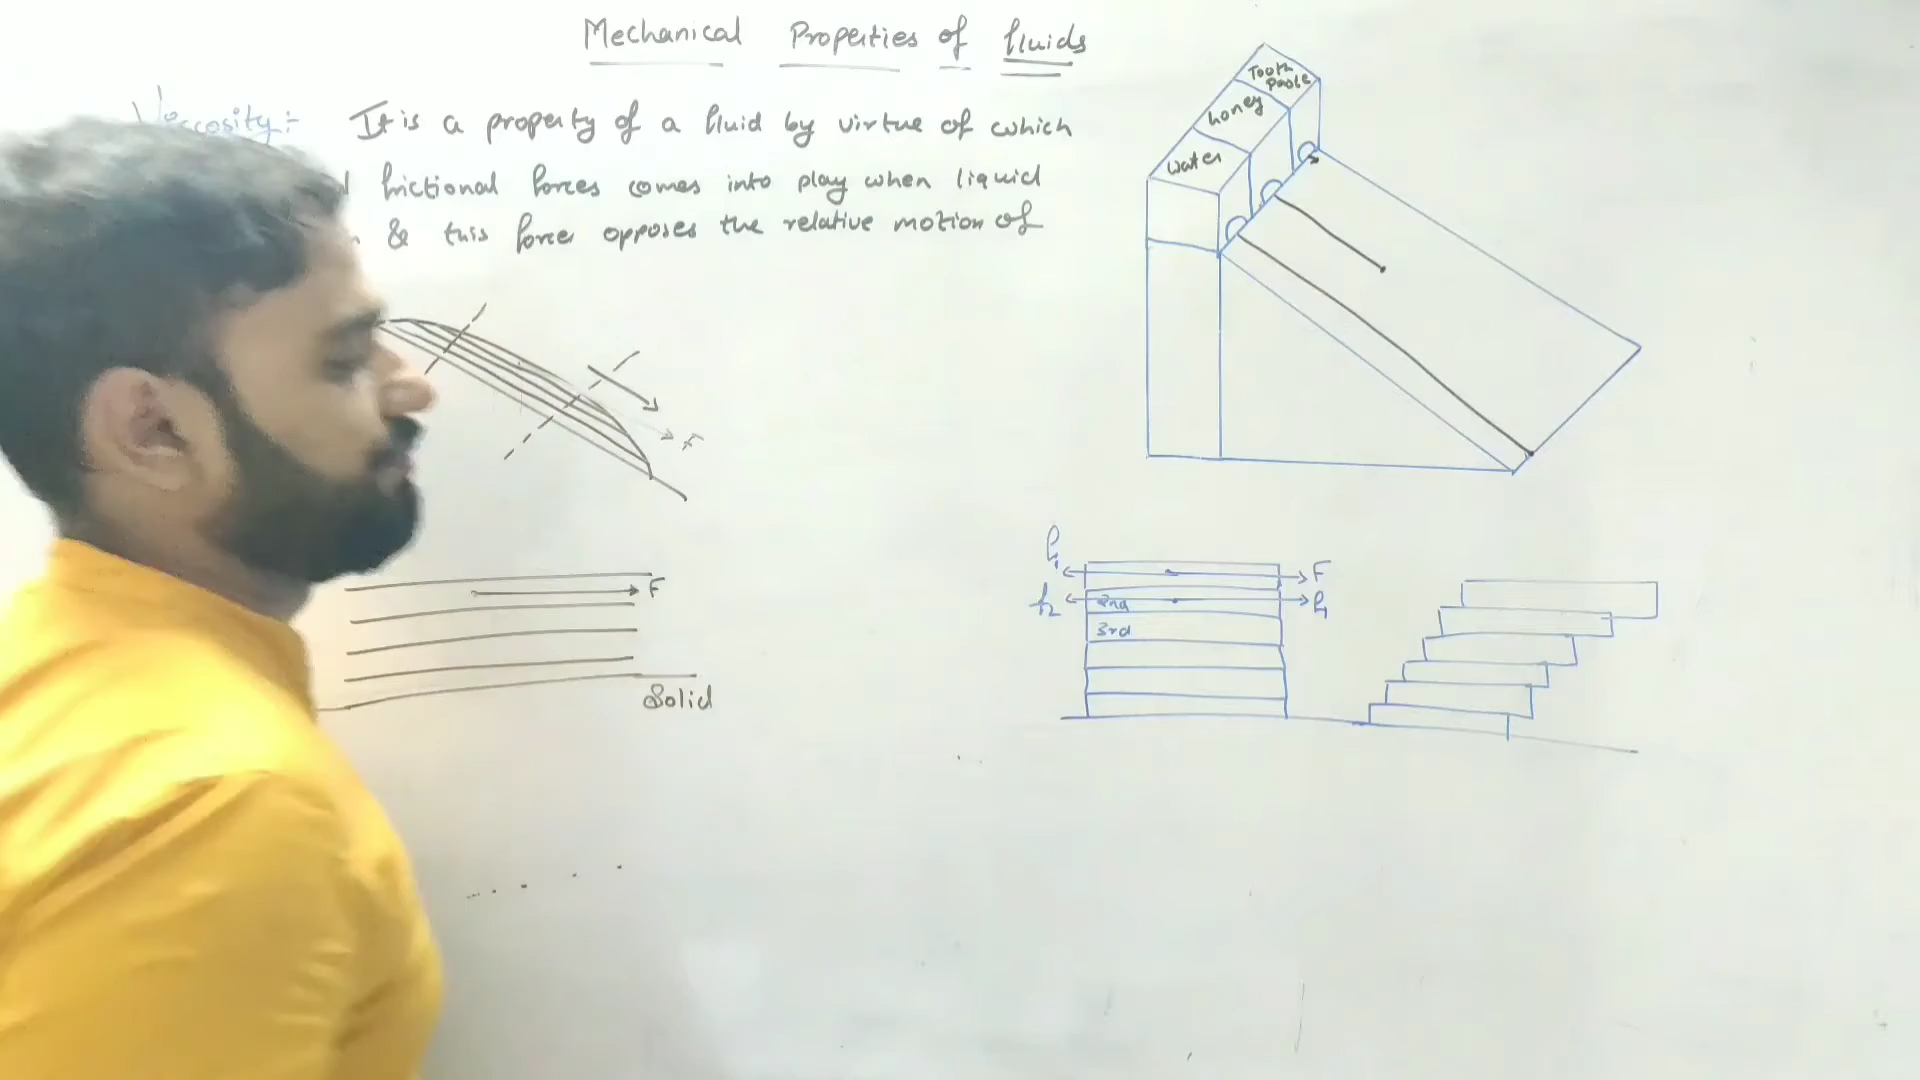 Mechanical Properties of fluids
Viscosity :- It is a property of a fluid by virtue of which
frictional forces comes into play when liquid
& this force opposes the relative motion of
Tooth
Paste
honey
water
F
F
Solid
f1
F
f2
2nd
f1
3rd